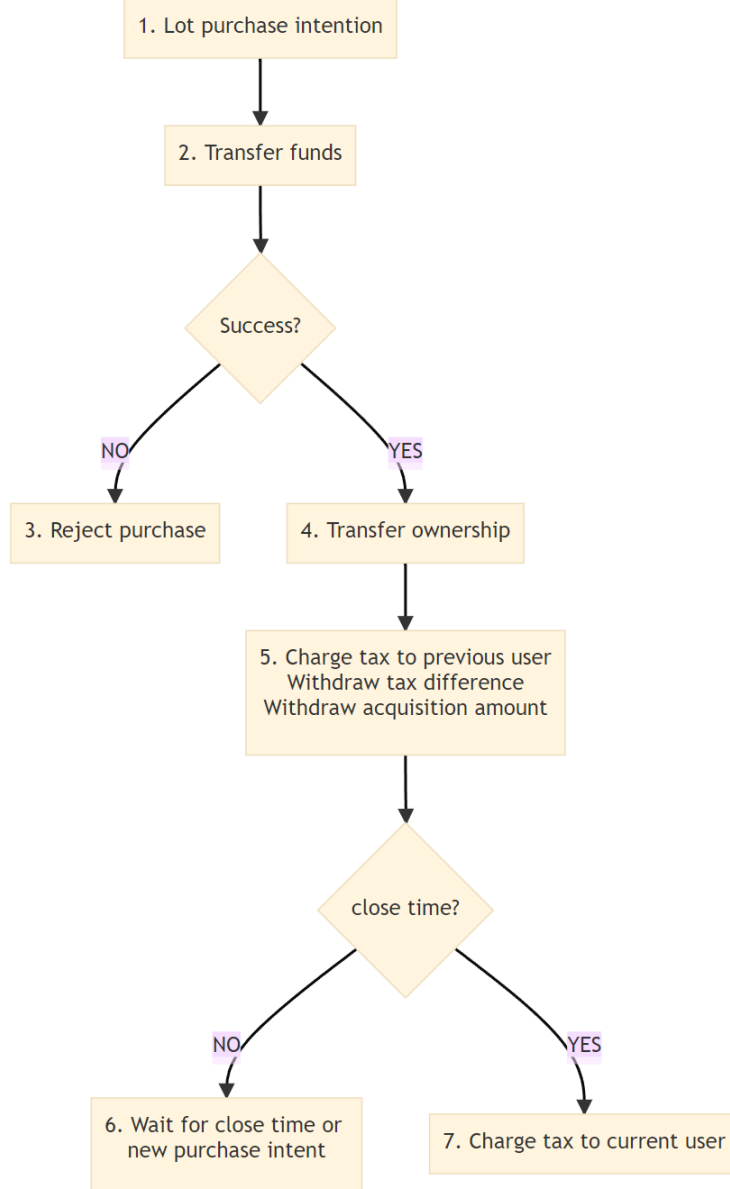 1. Lot purchase intention
2. Transfer funds
Success?
NO
YES
3. Reject purchase
4. Transfer ownership
5. Charge tax to previous user
Withdraw tax difference
Withdraw acquisition amount
close time?
NO
YES
6. Wait for close time or
new purchase intent
7. Charge tax to current user